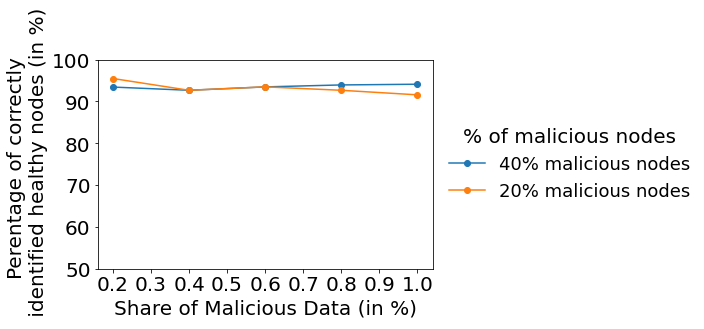 Perentage of correctly
identified healthy nodes (in %)
100
90
80
70
60
50
0.2 0.3 0.4 0.5 0.6 0.7 0.8 0.9 1.0
Share of Malicious Data (in %)
% of malicious nodes
40% malicious nodes
20% malicious nodes